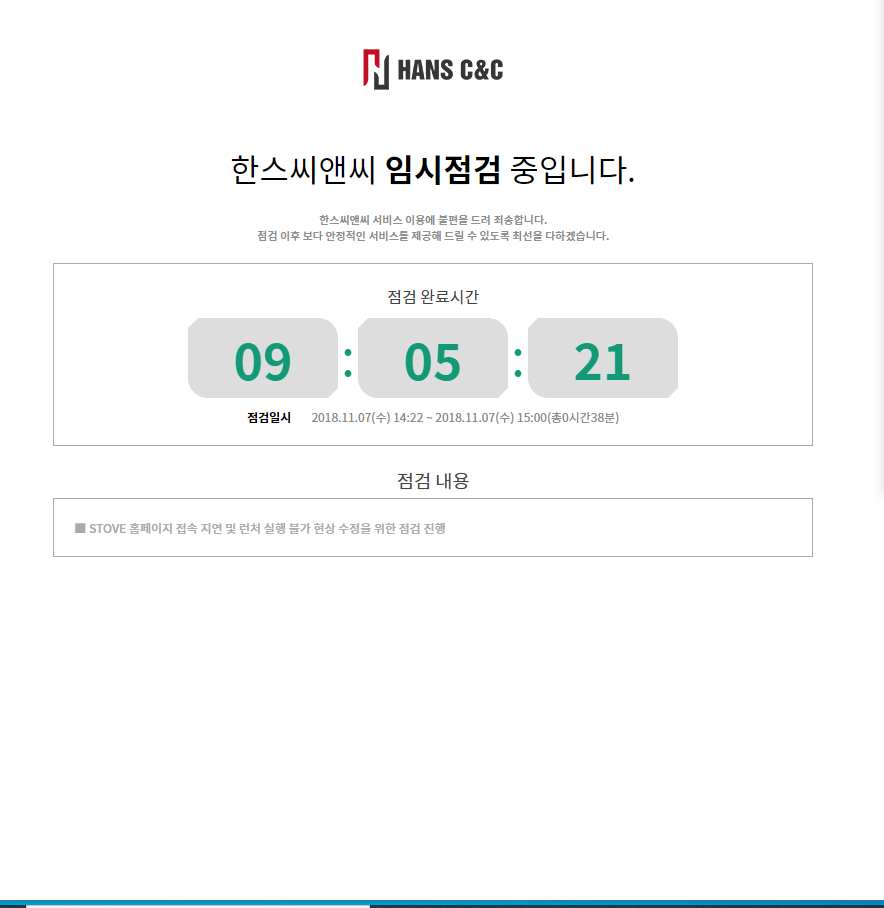 HANS C&C
한스씨앤씨 임시점검 중입니다.
한스씨앤씨 서비스 이용에 불편을 드려 죄송합니다.
점검 이후 보다 안정적인 서비스를 제공해 드릴 수 있도록 최선을 다하겠습니다.
점검 완료시간
09 : 05 : 21
점검일시 2018.11.07(수) 14:22 ~ 2018.11.07(수) 15:00(총0시간38분)
점검 내용
■ STOVE 홈페이지 접속 지연 및 런처 실행 불가 현상 수정을 위한 점검 진행